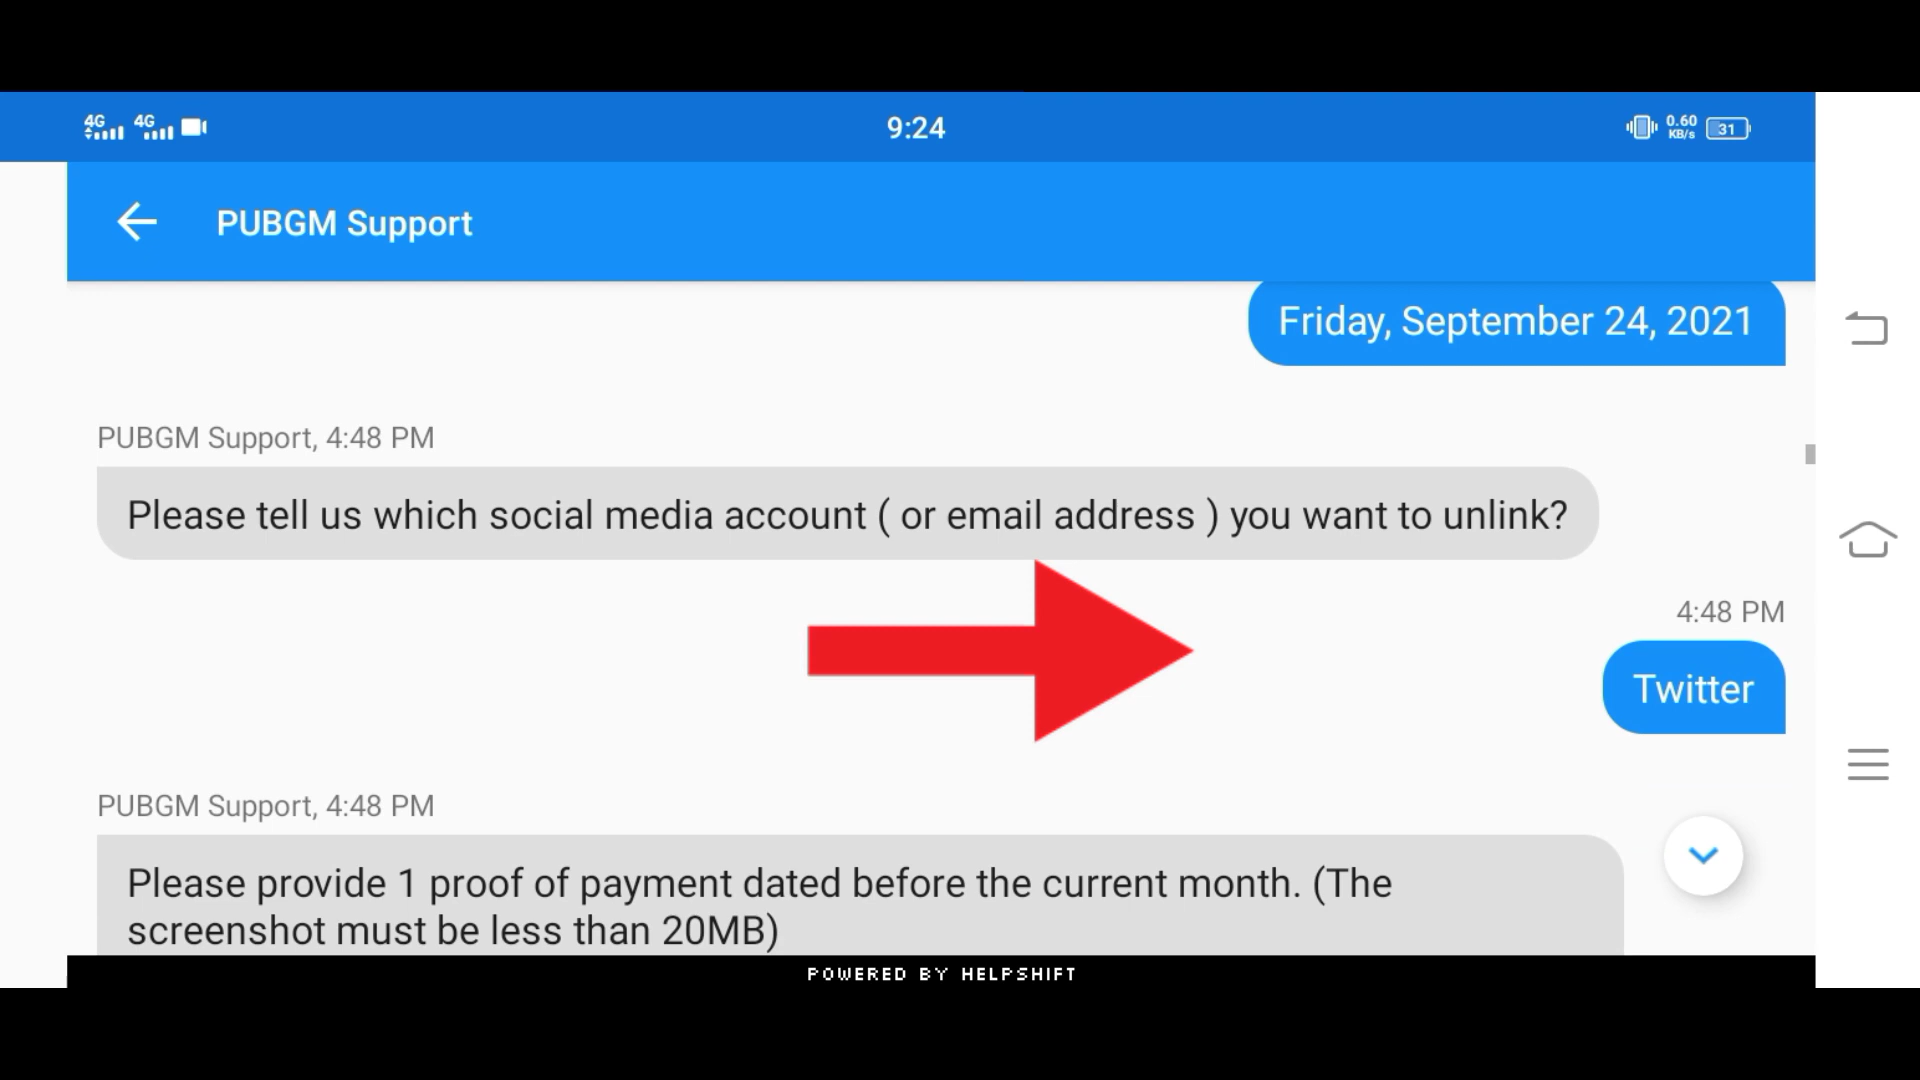 4G 4G 9:24 0.60 KB/s 31
PUBGM Support
Friday, September 24, 2021
PUBGM Support, 4:48 PM
Please tell us which social media account ( or email address ) you want to unlink?
4:48 PM
Twitter
PUBGM Support, 4:48 PM
Please provide 1 proof of payment dated before the current month. (The
screenshot must be less than 20MB)
POWERED BY HELPSHIFT